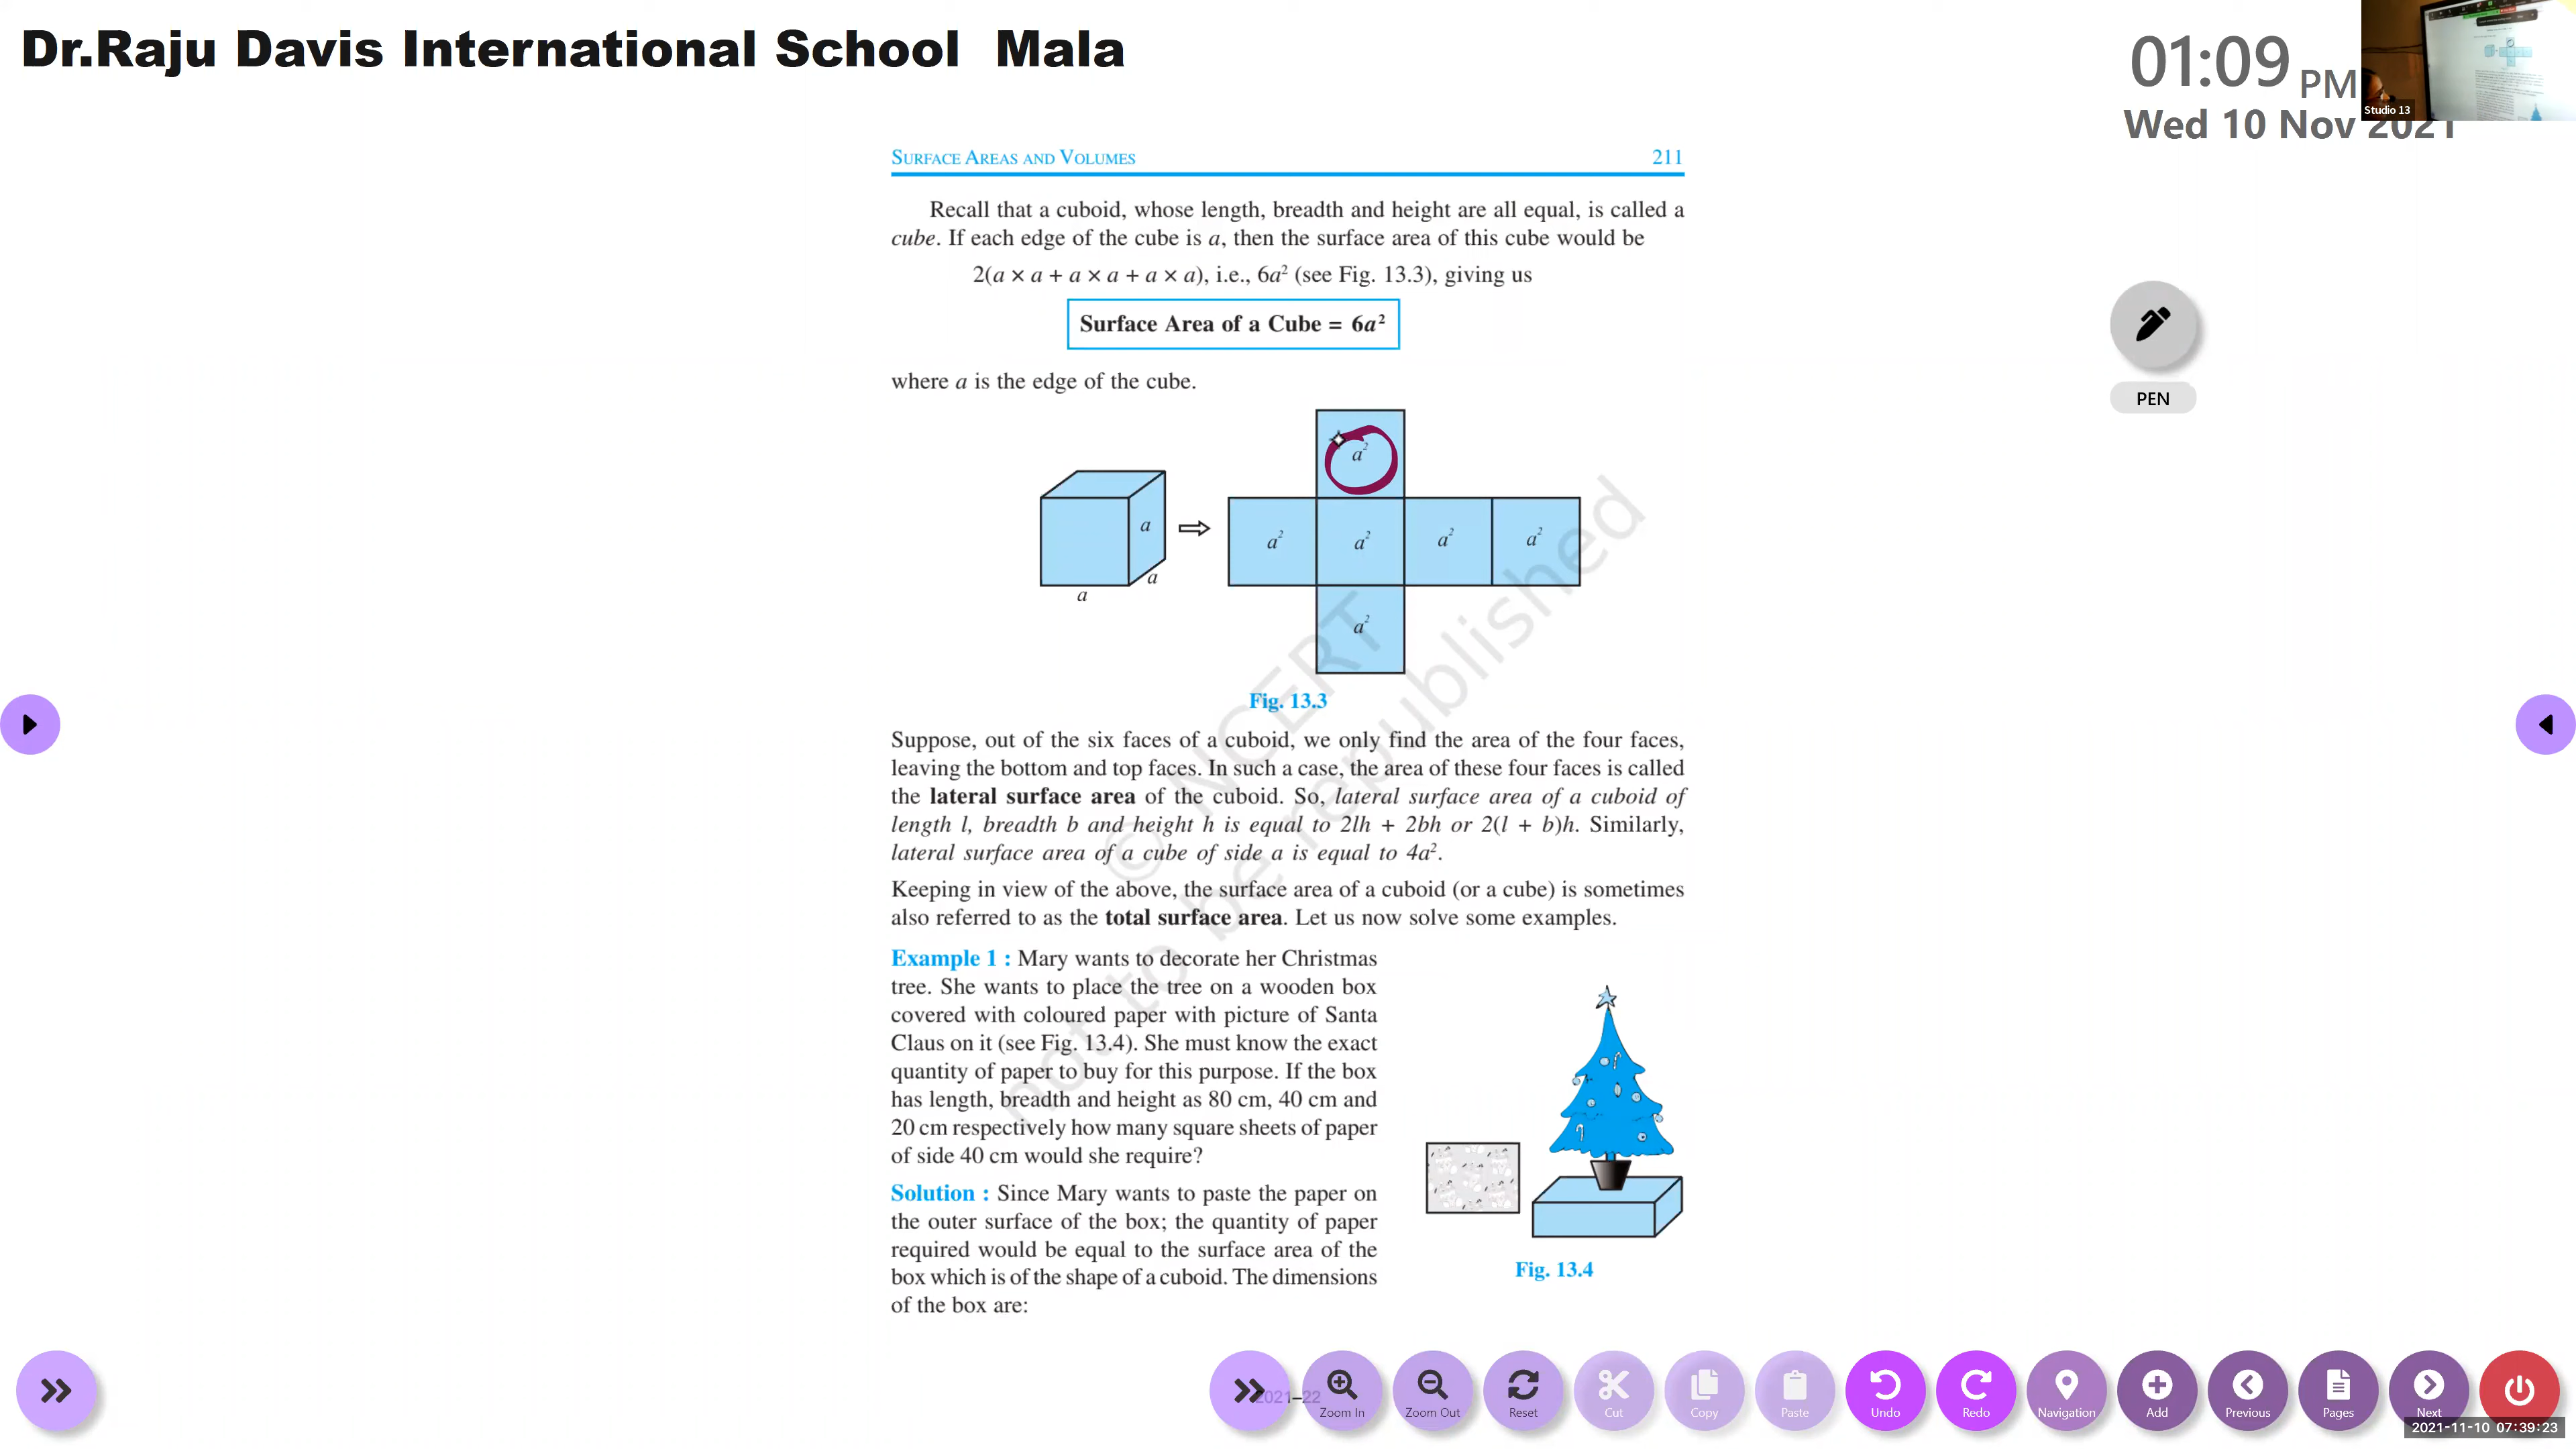 Dr.Raju Davis International School Mala
01:09 PM
Wed 10 Nov 2021
Studio 13
SURFACE AREAS AND VOLUMES 211
Recall that a cuboid, whose length, breadth and height are all equal, is called a
cube. If each edge of the cube is a, then the surface area of this cube would be
2(a × a + a × a + a × a), i.e., 6a² (see Fig. 13.3), giving us
Surface Area of a Cube = 6a²
where a is the edge of the cube.
PEN
a²
a
a
a
a² a² a² a²
a²
Fig. 13.3
Suppose, out of the six faces of a cuboid, we only find the area of the four faces,
leaving the bottom and top faces. In such a case, the area of these four faces is called
the lateral surface area of the cuboid. So, lateral surface area of a cuboid of
length l, breadth b and height h is equal to 2lh + 2bh or 2(l + b)h. Similarly,
lateral surface area of a cube of side a is equal to 4a².
Keeping in view of the above, the surface area of a cuboid (or a cube) is sometimes
also referred to as the total surface area. Let us now solve some examples.
Example 1 : Mary wants to decorate her Christmas
tree. She wants to place the tree on a wooden box
covered with coloured paper with picture of Santa
Claus on it (see Fig. 13.4). She must know the exact
quantity of paper to buy for this purpose. If the box
has length, breadth and height as 80 cm, 40 cm and
20 cm respectively how many square sheets of paper
of side 40 cm would she require?
Solution : Since Mary wants to paste the paper on
the outer surface of the box; the quantity of paper
required would be equal to the surface area of the
box which is of the shape of a cuboid. The dimensions
of the box are:
Fig. 13.4
© NCERT
not to be republished
2021–22
Zoom In
Zoom Out
Reset
Cut
Copy
Paste
Undo
Redo
Navigation
Add
Previous
Pages
Next
2021-11-10 07:39:23